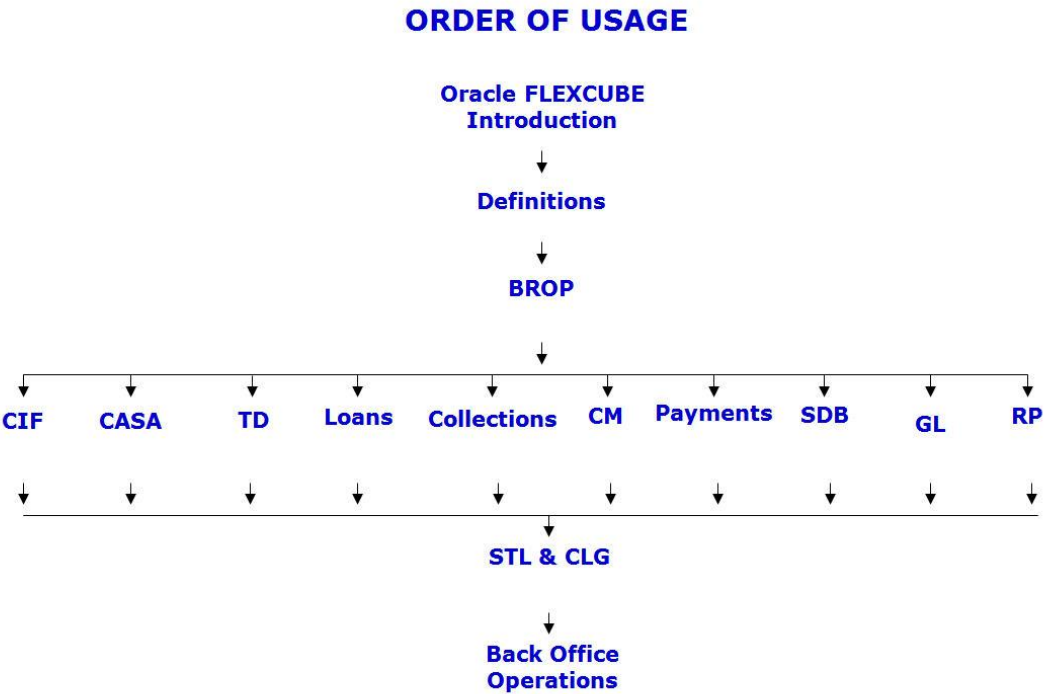 ORDER OF USAGE
Oracle FLEXCUBE
Introduction
Definitions
BROP
CIF CASA TD Loans Collections CM Payments SDB GL RP
STL & CLG
Back Office
Operations